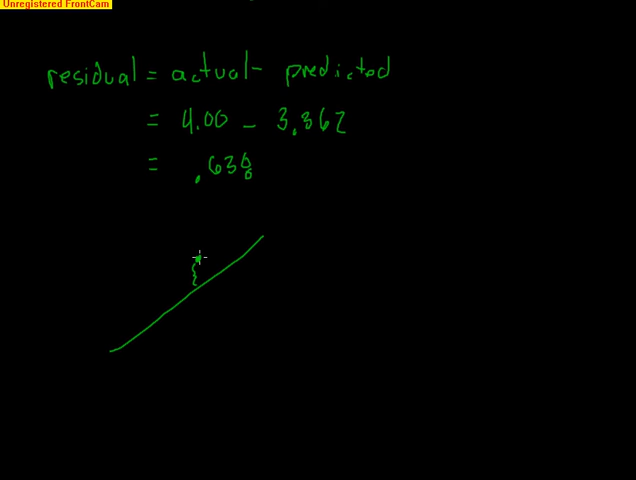 Unregistered FrontCam
residual = actual - predicted
= 4.00 - 3.362
= .638